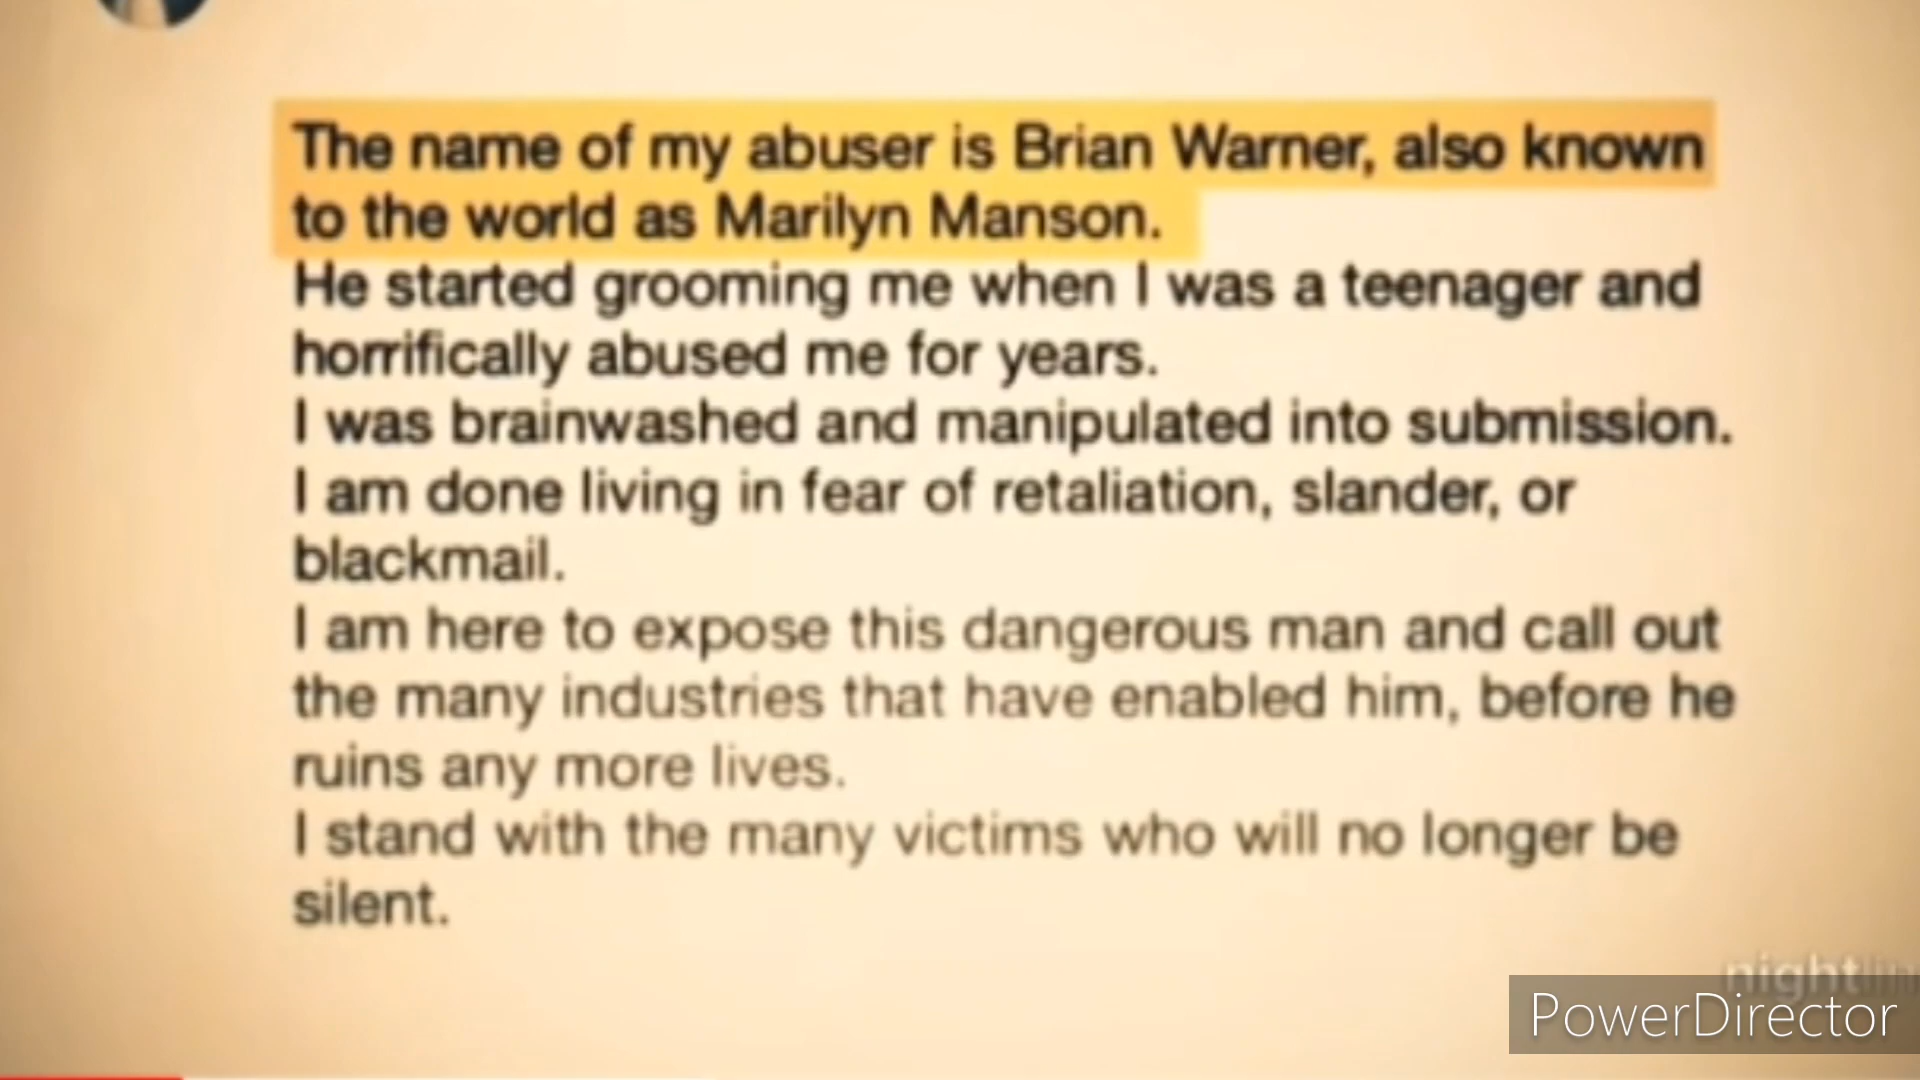 The name of my abuser is Brian Warner, also known
to the world as Marilyn Manson.
He started grooming me when I was a teenager and
horrifically abused me for years.
I was brainwashed and manipulated into submission.
I am done living in fear of retaliation, slander, or
blackmail.
I am here to expose this dangerous man and call out
the many industries that have enabled him, before he
ruins any more lives.
I stand with the many victims who will no longer be
silent.
nightlin
PowerDirector